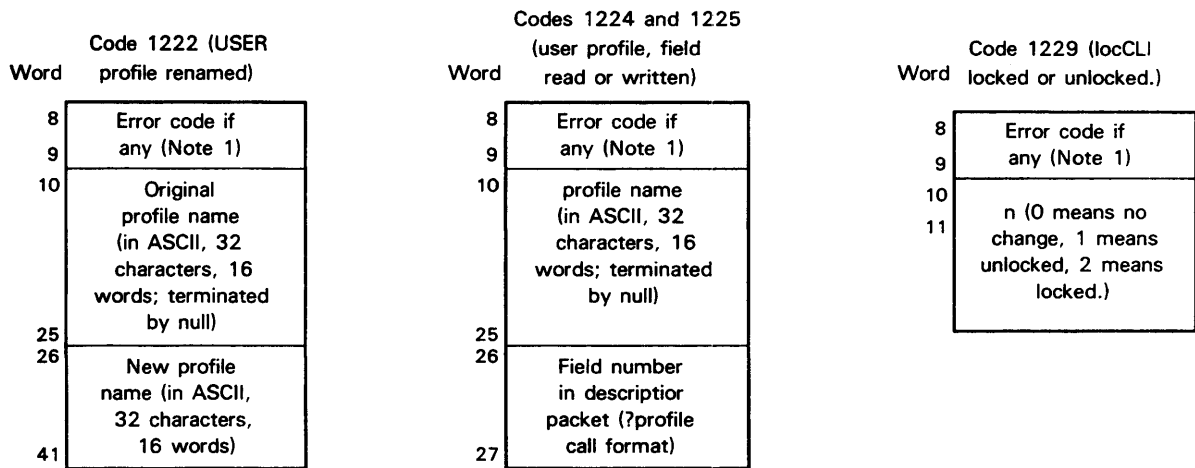 Code 1222 (USER
profile renamed)
Word
8
Error code if
any (Note 1)
9
10
Original
profile name
(in ASCII, 32
characters, 16
words; terminated
by null)
25
26
New profile
name (in ASCII,
32 characters,
16 words)
41
Codes 1224 and 1225
(user profile, field
read or written)
Word
8
Error code if
any (Note 1)
9
10
profile name
(in ASCII, 32
characters, 16
words; terminated
by null)
25
26
Field number
in descriptior
packet (?profile
call format)
27
Code 1229 (locCLI
locked or unlocked.)
Word
8
Error code if
any (Note 1)
9
10
11
n (0 means no
change, 1 means
unlocked, 2 means
locked.)